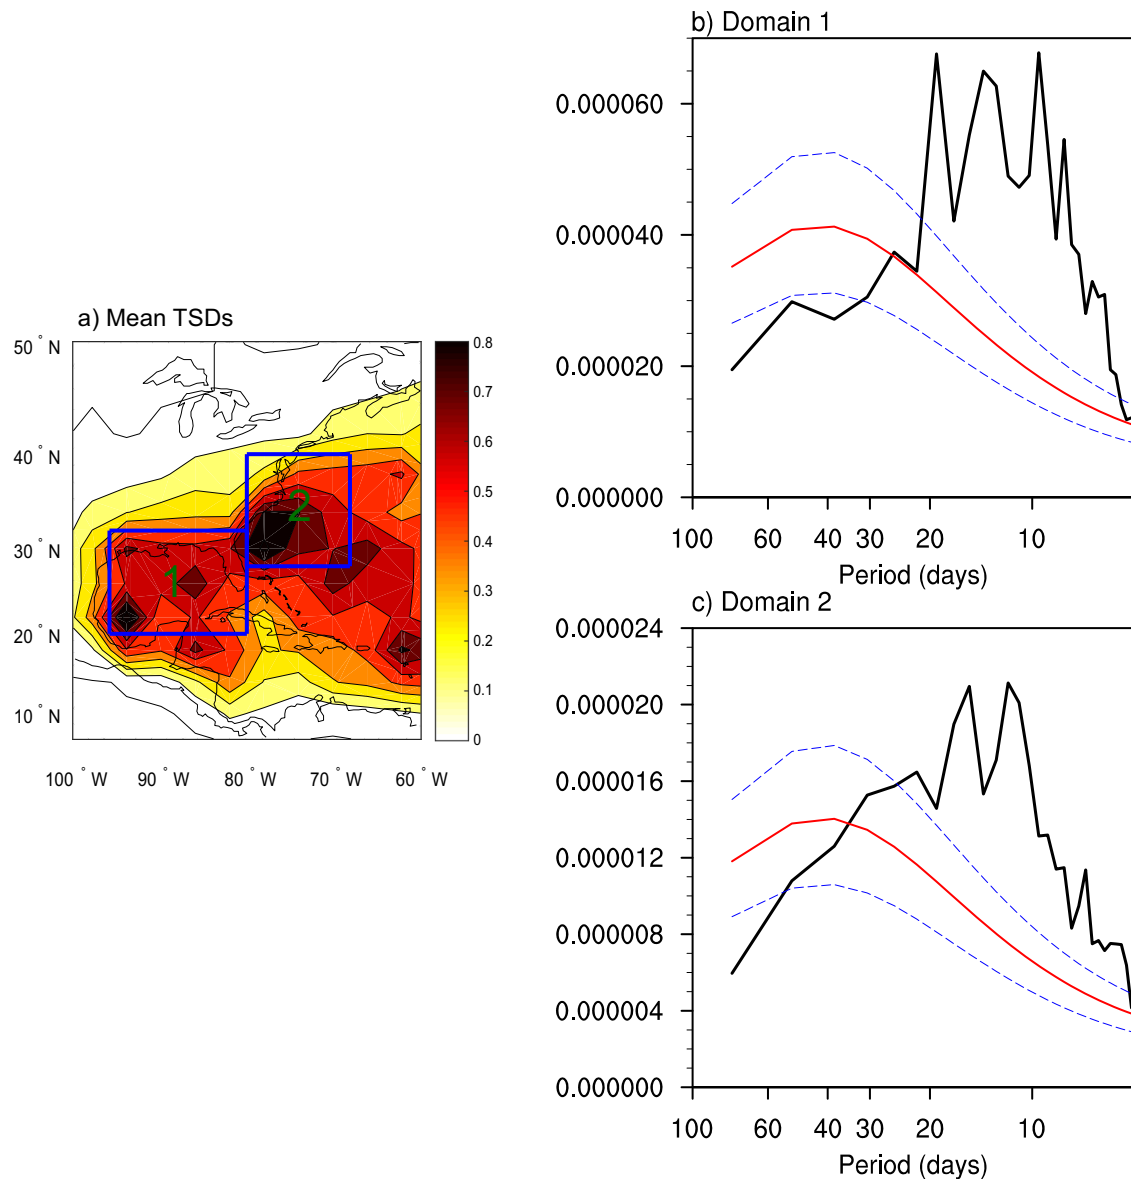 a) Mean TSDs
50° N
40° N
30° N
20° N
10° N
100° W
90° W
80° W
70° W
60° W
1
2
0.8
0.7
0.6
0.5
0.4
0.3
0.2
0.1
0
b) Domain 1
0.000060
0.000040
0.000020
0.000000
100
60
40
30
20
10
Period (days)
c) Domain 2
0.000024
0.000020
0.000016
0.000012
0.000008
0.000004
0.000000
100
60
40
30
20
10
Period (days)